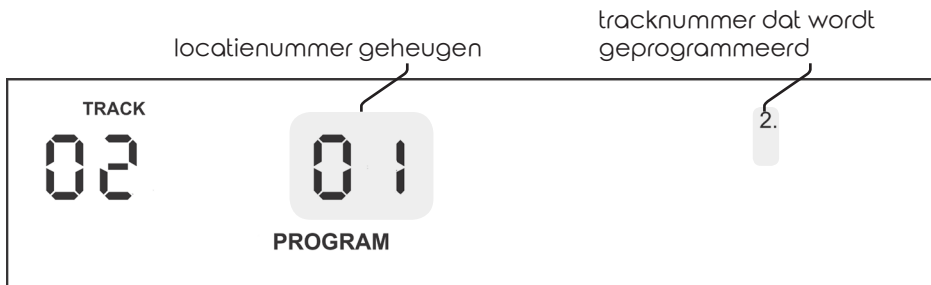 tracknummer dat wordt
geprogrammeerd
locatienummer geheugen
TRACK
02
01
2.
PROGRAM